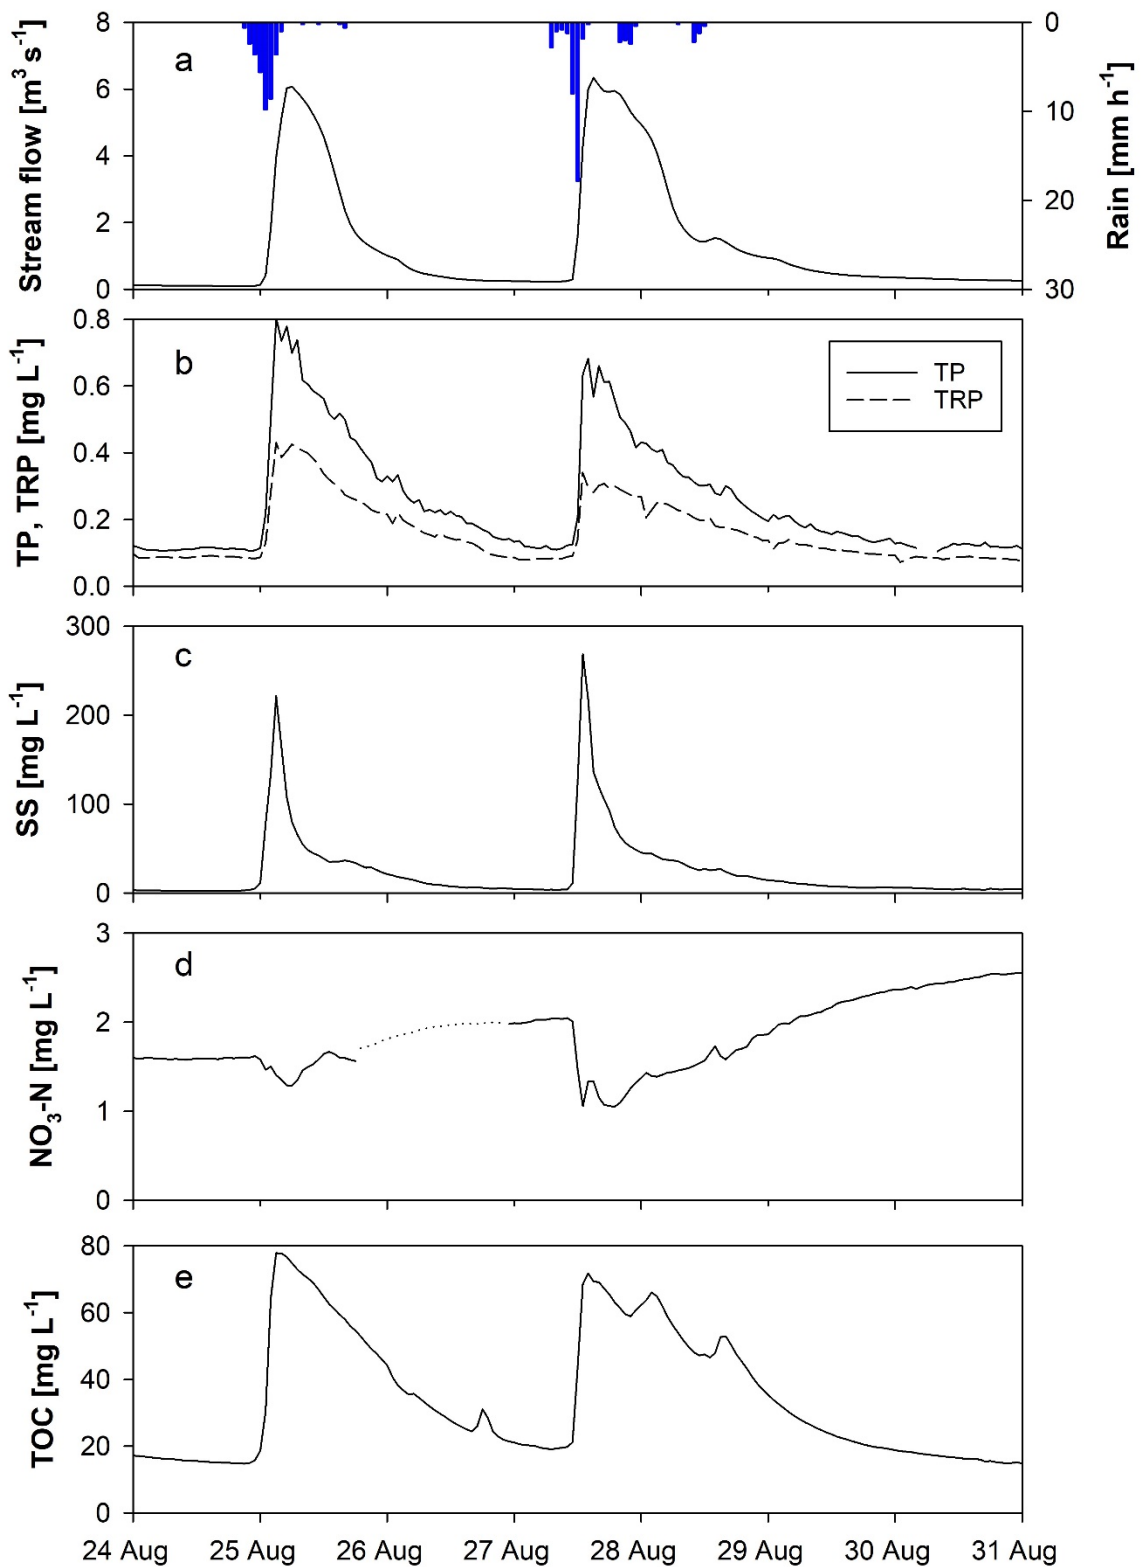 8
6
4
2
0
Stream flow [m³ s⁻¹]
a
0
10
20
30
Rain [mm h⁻¹]
0.8
0.6
0.4
0.2
0.0
TP, TRP [mg L⁻¹]
b
TP
TRP
300
200
100
0
SS [mg L⁻¹]
c
3
2
1
0
NO₃-N [mg L⁻¹]
d
80
60
40
20
0
TOC [mg L⁻¹]
e
24 Aug 25 Aug 26 Aug 27 Aug 28 Aug 29 Aug 30 Aug 31 Aug